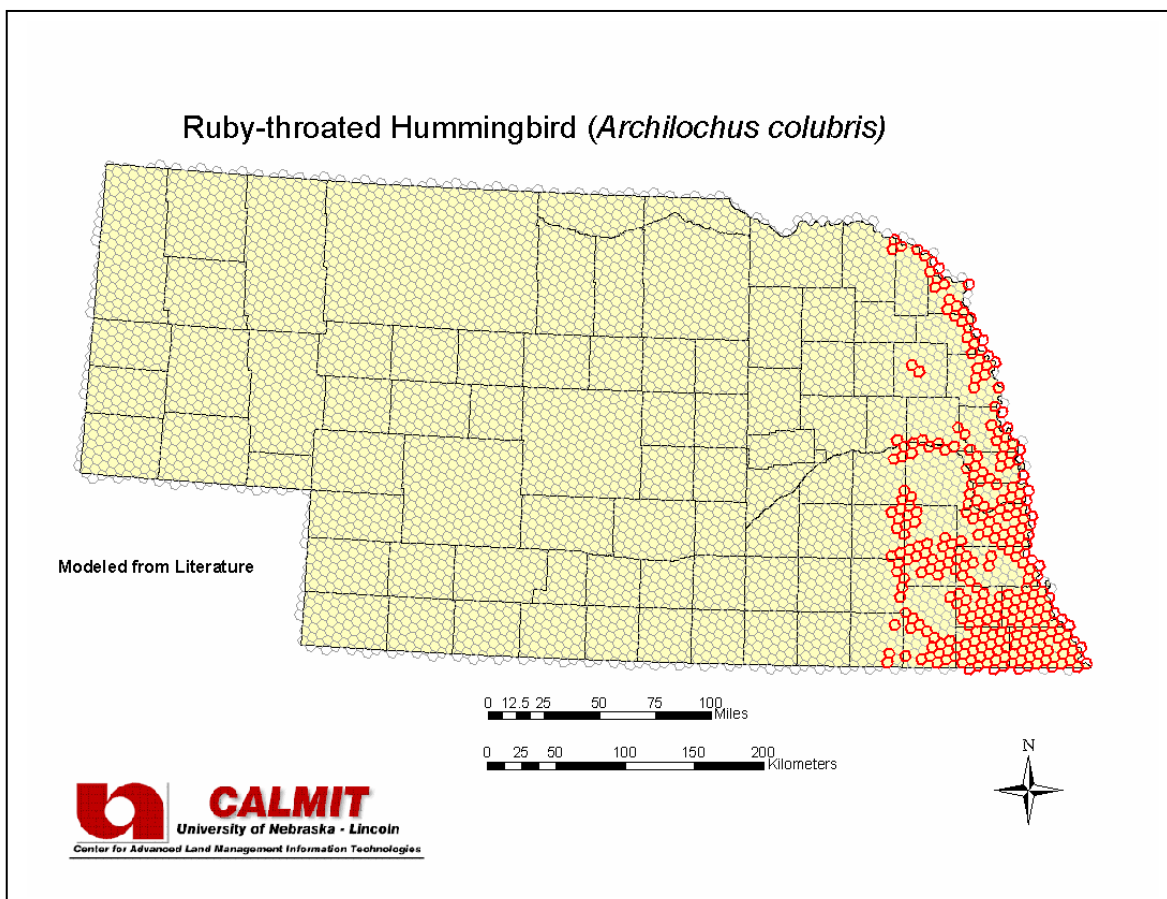 Ruby-throated Hummingbird (Archilochus colubris)
Modeled from Literature
0 12.5 25 50 75 100
Miles
0 25 50 100 150 200
Kilometers
N
CALMIT
University of Nebraska - Lincoln
Center for Advanced Land Management Information Technologies